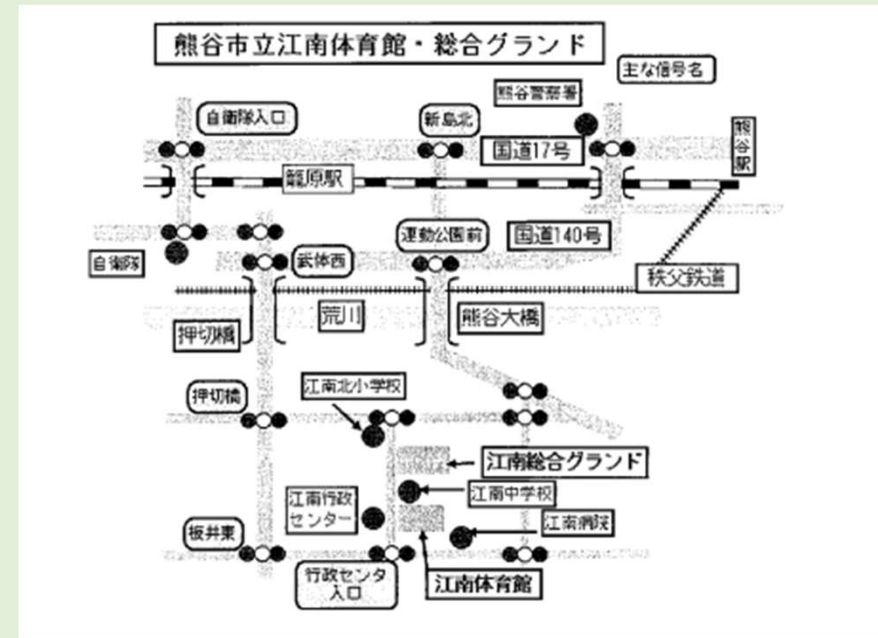 熊谷市立江南体育館・総合グランド
主な信号名
熊谷警察署
自衛隊入口
新島北
国道17号
熊谷駅
籠原駅
運動公園前
国道140号
自衛隊
武体西
秩父鉄道
押切橋
荒川
熊谷大橋
押切橋
江南北小学校
江南総合グランド
江南中学校
江南行政
センター
江南病院
板井東
行政センタ
入口
江南体育館